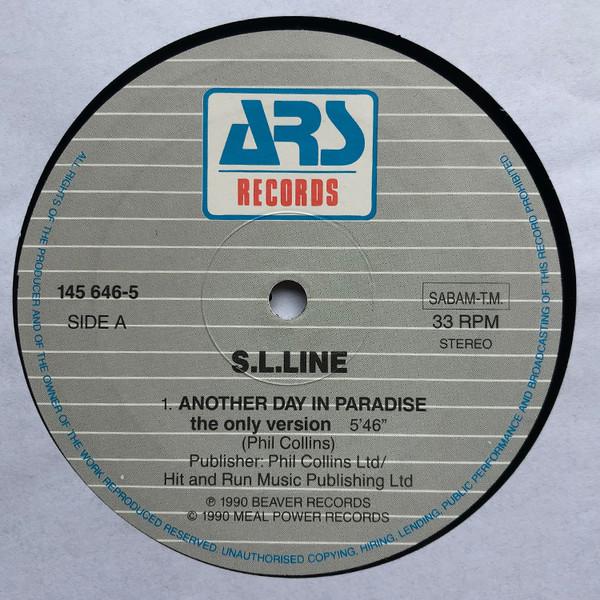 ARS
RECORDS
145 646-5
SIDE A
SABAM-T.M.
33 RPM
STEREO
S.L.LINE
1. ANOTHER DAY IN PARADISE
the only version 5'46"
(Phil Collins)
Publisher: Phil Collins Ltd/
Hit and Run Music Publishing Ltd
℗ 1990 BEAVER RECORDS
© 1990 MEAL POWER RECORDS
ALL RIGHTS OF THE PRODUCER AND OF THE OWNER OF THE WORK REPRODUCED RESERVED. UNAUTHORISED COPYING, HIRING, LENDING, PUBLIC PERFORMANCE AND BROADCASTING OF THIS RECORD PROHIBITED